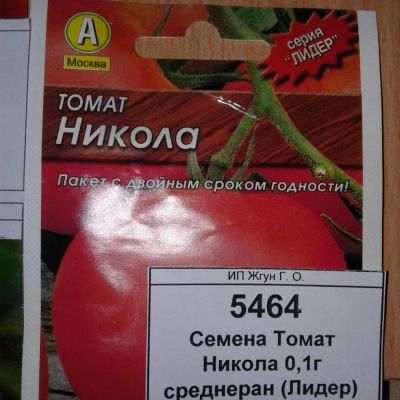 А
Москва
серия
"ЛИДЕР"
ТОМАТ
Никола
Пакет с двойным сроком годности!
ИП Жгун Г. О.
5464
Семена Томат
Никола 0,1г
среднеран (Лидер)